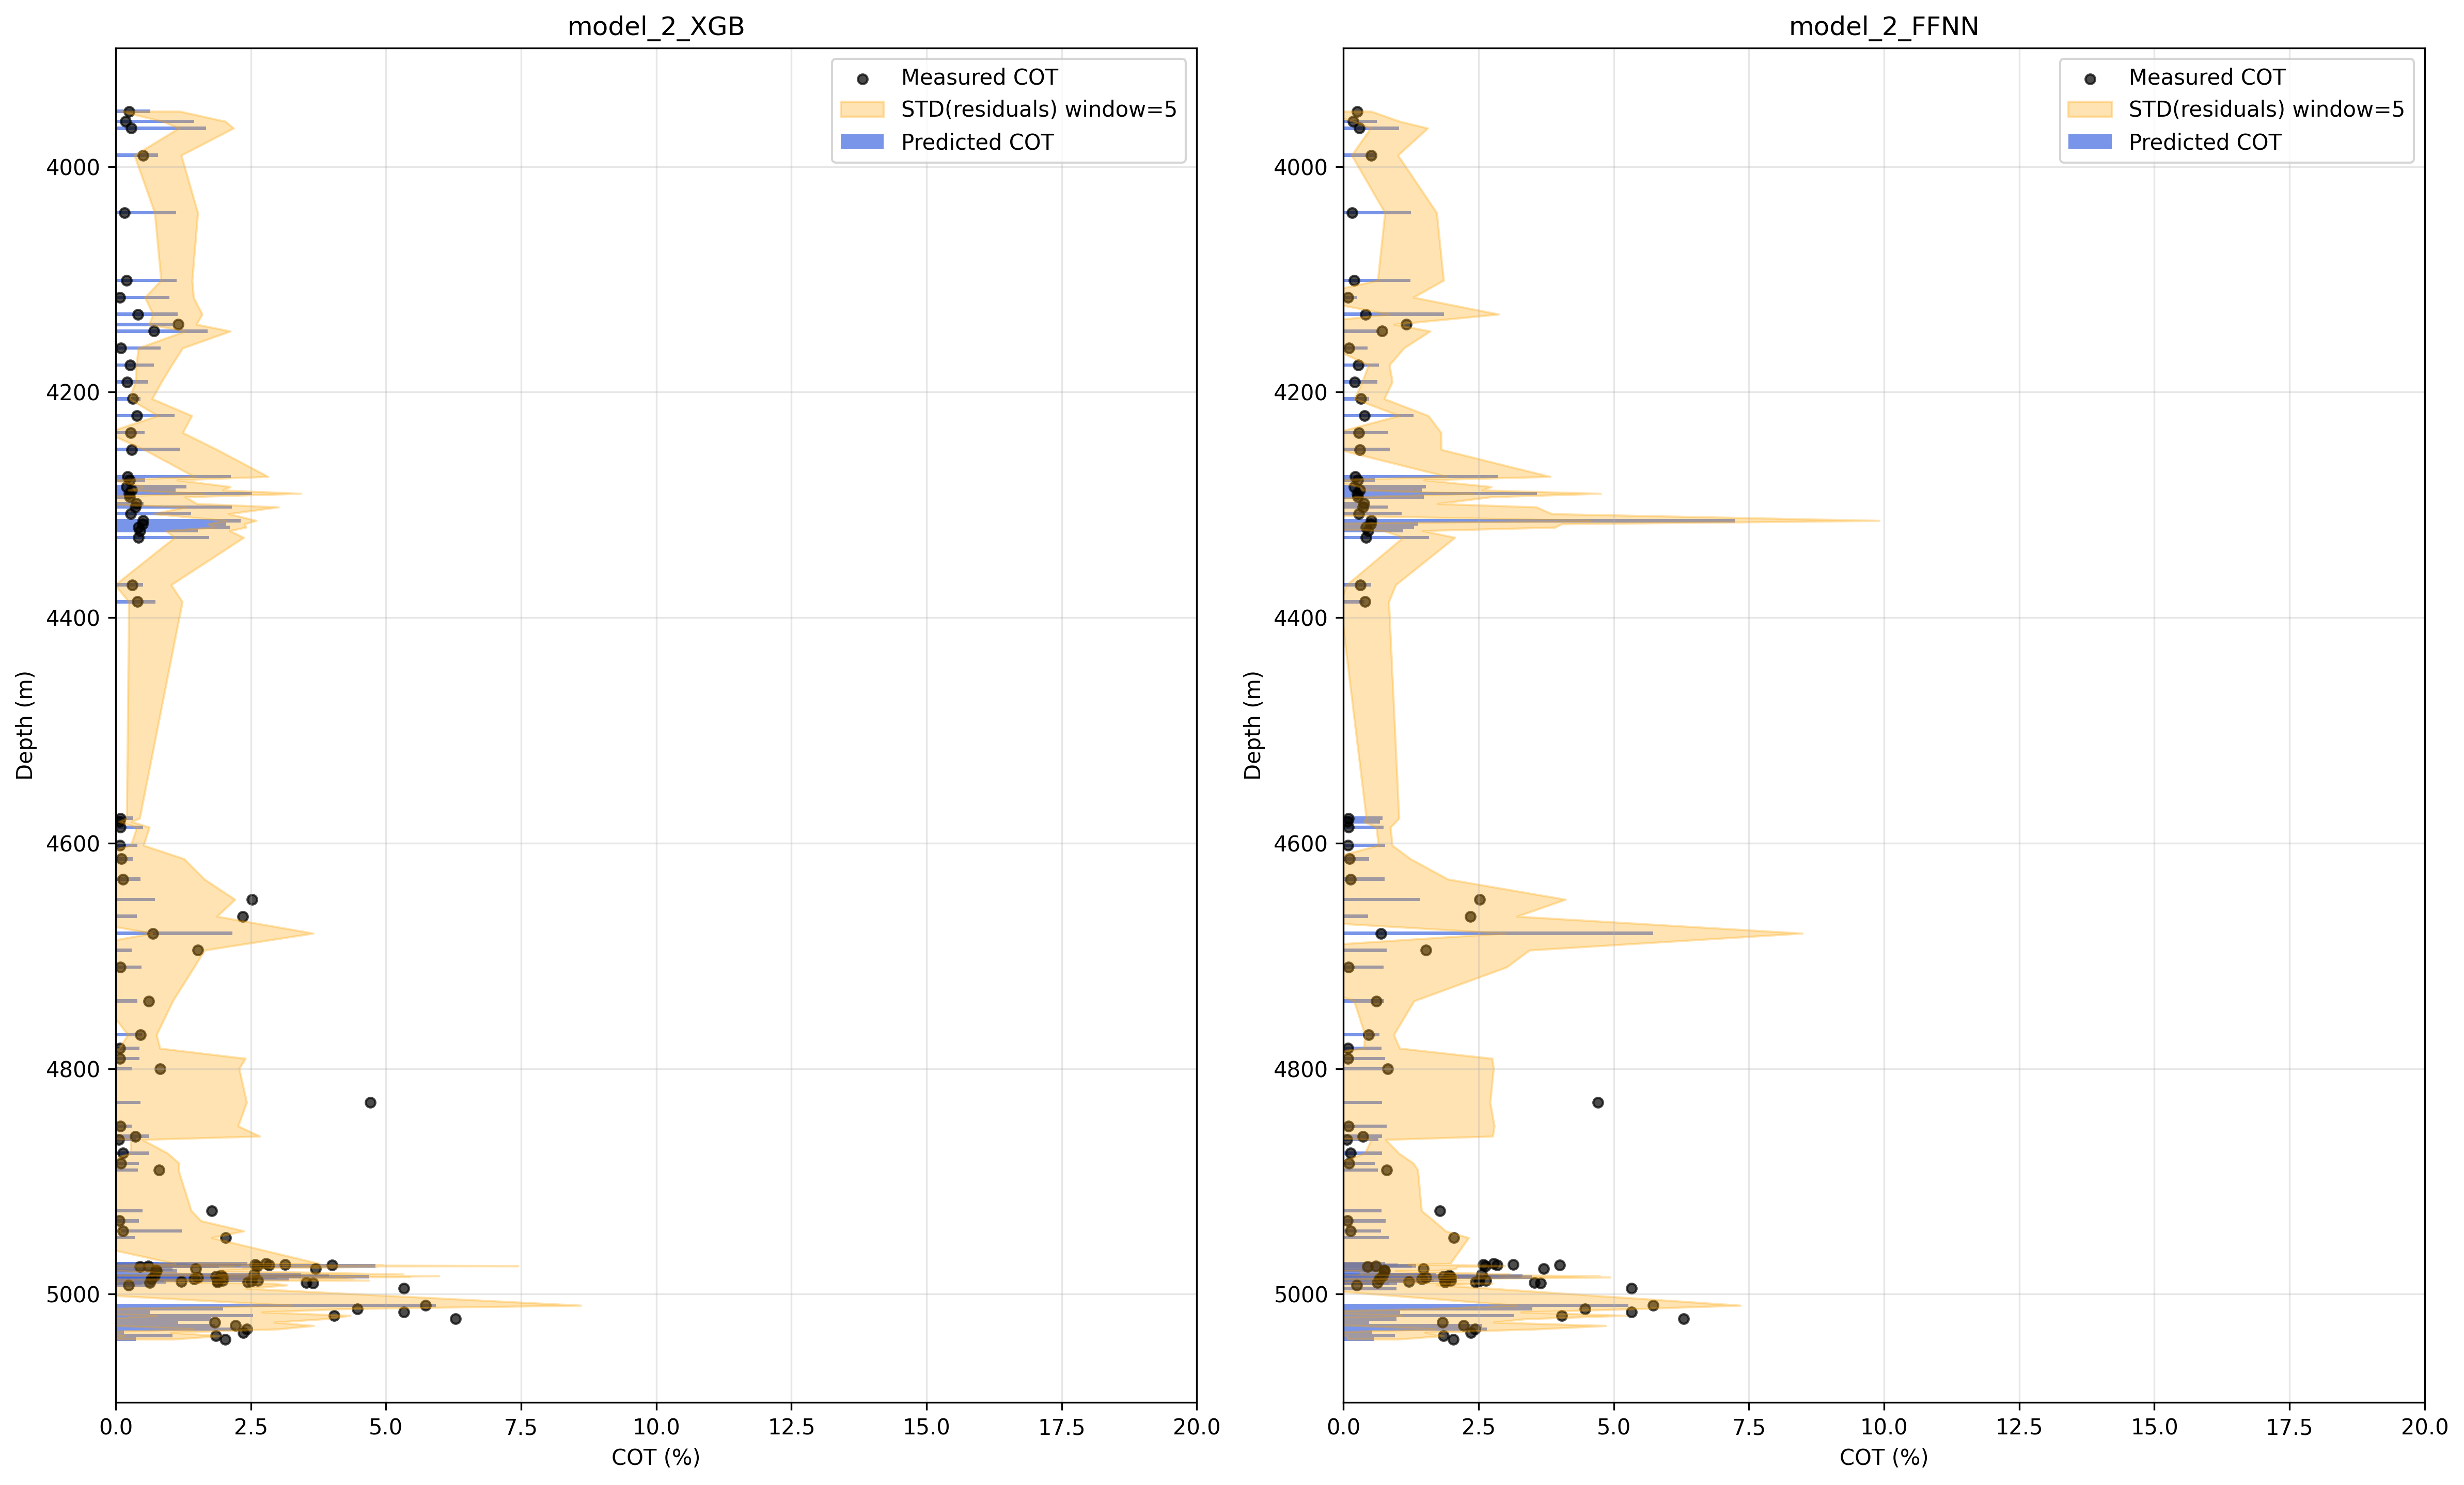 model_2_XGB
Measured COT
STD(residuals) window=5
Predicted COT
4000
4200
4400
4600
4800
5000
Depth (m)
0.0 2.5 5.0 7.5 10.0 12.5 15.0 17.5 20.0
COT (%)
model_2_FFNN
Measured COT
STD(residuals) window=5
Predicted COT
4000
4200
4400
4600
4800
5000
Depth (m)
0.0 2.5 5.0 7.5 10.0 12.5 15.0 17.5 20.0
COT (%)